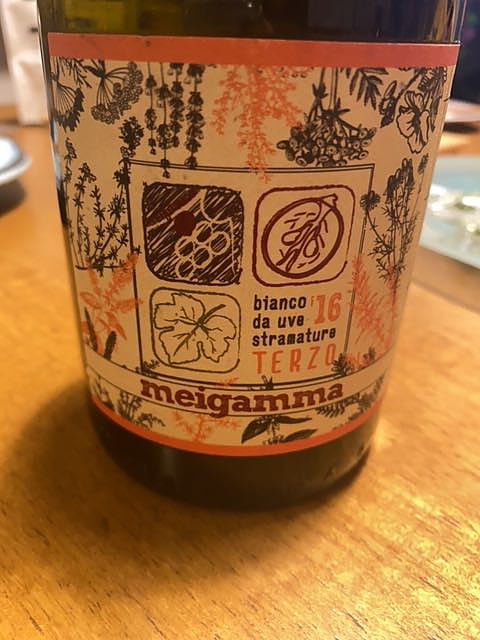 bianco '16
da uve
stramature
TERZO
meigamma